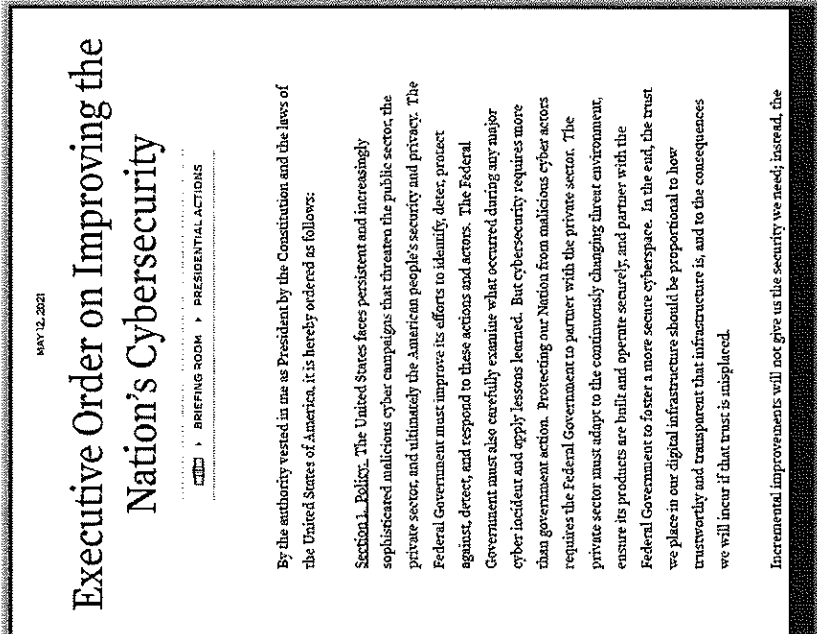 MAY 12, 2021
Executive Order on Improving the
Nation's Cybersecurity
BRIEFING ROOM ▸ PRESIDENTIAL ACTIONS
By the authority vested in me as President by the Constitution and the laws of
the United States of America, it is hereby ordered as follows:
Section 1. Policy. The United States faces persistent and increasingly
sophisticated malicious cyber campaigns that threaten the public sector, the
private sector, and ultimately the American people's security and privacy. The
Federal Government must improve its efforts to identify, deter, protect
against, detect, and respond to these actions and actors. The Federal
Government must also carefully examine what occurred during any major
cyber incident and apply lessons learned. But cybersecurity requires more
than government action. Protecting our Nation from malicious cyber actors
requires the Federal Government to partner with the private sector. The
private sector must adapt to the continuously changing threat environment,
ensure its products are built and operate securely, and partner with the
Federal Government to foster a more secure cyberspace. In the end, the trust
we place in our digital infrastructure should be proportional to how
trustworthy and transparent that infrastructure is, and to the consequences
we will incur if that trust is misplaced.
Incremental improvements will not give us the security we need; instead, the